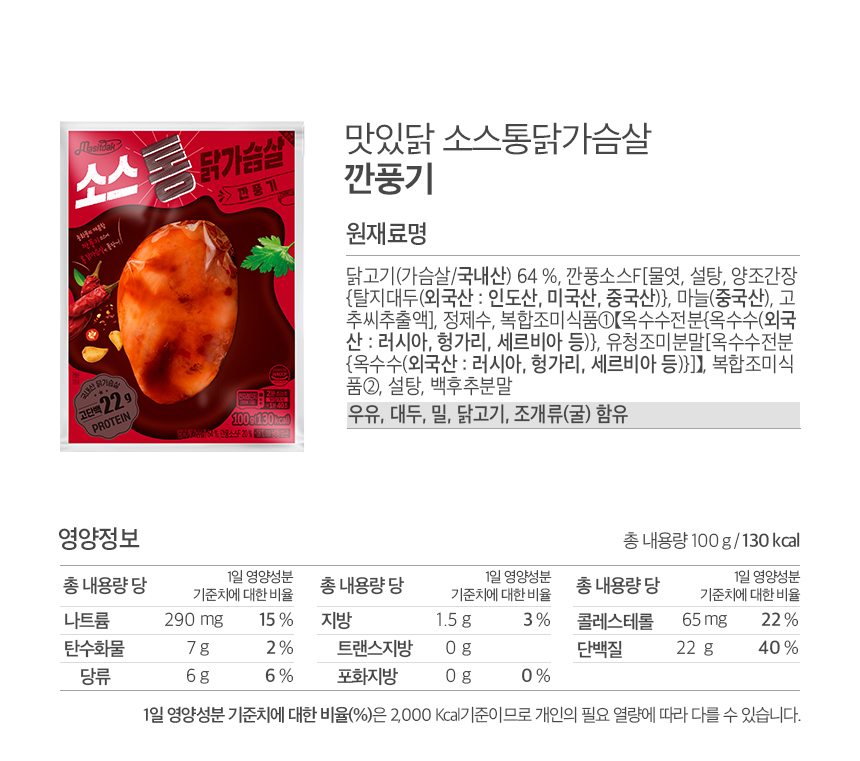 맛있닭 소스통닭가슴살
깐풍기
원재료명
닭고기(가슴살/국내산) 64 %, 깐풍소스F[물엿, 설탕, 양조간장
{탈지대두(외국산 : 인도산, 미국산, 중국산)}, 마늘(중국산), 고
추씨추출액], 정제수, 복합조미식품①【옥수수전분{옥수수(외국
산 : 러시아, 헝가리, 세르비아 등)}, 유청조미분말[옥수수전분
{옥수수(외국산 : 러시아, 헝가리, 세르비아 등)}]】, 복합조미식
품②, 설탕, 백후추분말
우유, 대두, 밀, 닭고기, 조개류(굴) 함유
Masitdak
소스 통 닭가슴살
깐풍기
국내산 닭가슴살
고단백 22g
PROTEIN
100g(130kcal)
영양정보
총 내용량 100 g / 130 kcal
총 내용량 당 1일 영양성분 기준치에 대한 비율 총 내용량 당 1일 영양성분 기준치에 대한 비율 총 내용량 당 1일 영양성분 기준치에 대한 비율
나트륨 290 mg 15 % 지방 1.5 g 3 % 콜레스테롤 65 mg 22 %
탄수화물 7 g 2 % 트랜스지방 0 g 단백질 22 g 40 %
당류 6 g 6 % 포화지방 0 g 0 %
1일 영양성분 기준치에 대한 비율(%)은 2,000 Kcal기준이므로 개인의 필요 열량에 따라 다를 수 있습니다.